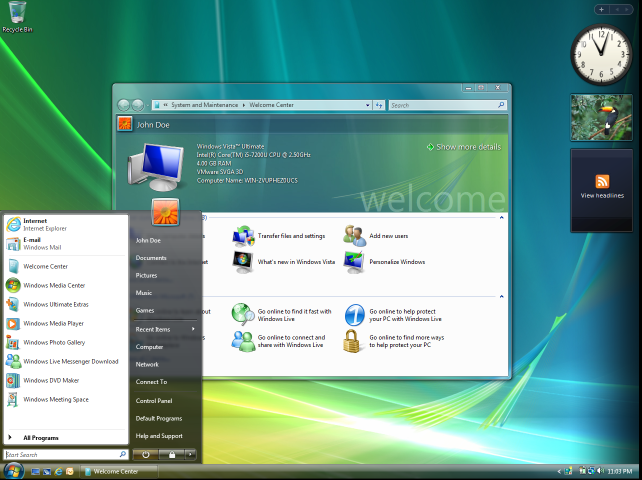 Recycle Bin
System and Maintenance
Welcome Center
Search
John Doe
Windows Vista™ Ultimate
Intel(R) Core(TM) i5-7200U CPU @ 2.50GHz
4.00 GB RAM
VMware SVGA 3D
Computer Name: WIN-2VUPHEZ0UCS
Show more details
welcome
Transfer files and settings
Add new users
What's new in Windows Vista
Personalize Windows
Go online to find it fast with
Windows Live
Go online to help protect
your PC with Windows Live
Go online to connect and
share with Windows Live
Go online to find more ways
to help protect your PC
View headlines
Internet
Internet Explorer
E-mail
Windows Mail
Welcome Center
Windows Media Center
Windows Ultimate Extras
Windows Media Player
Windows Photo Gallery
Windows Live Messenger Download
Windows DVD Maker
Windows Meeting Space
All Programs
Start Search
John Doe
Documents
Pictures
Music
Games
Recent Items
Computer
Network
Connect To
Control Panel
Default Programs
Help and Support
Welcome Center
11:03 PM